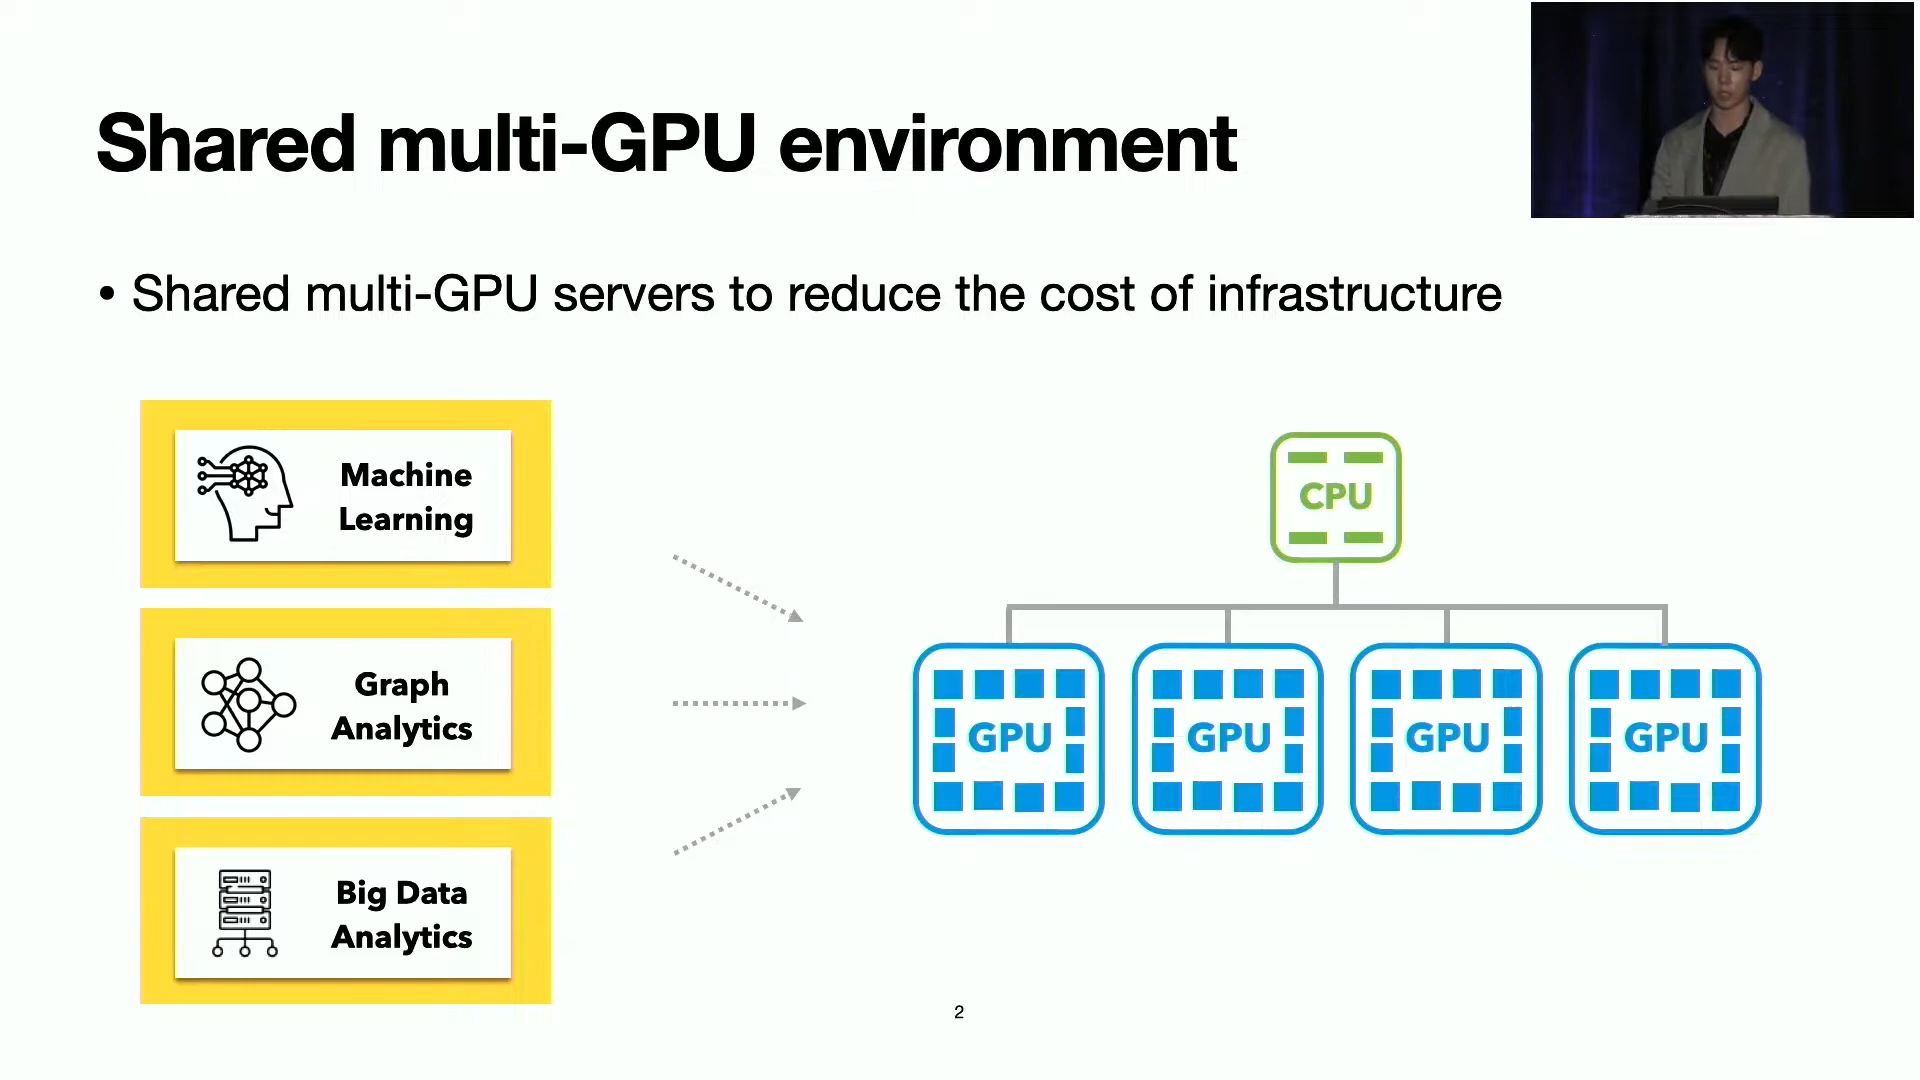 Shared multi-GPU environment
• Shared multi-GPU servers to reduce the cost of infrastructure
Machine
Learning
Graph
Analytics
Big Data
Analytics
CPU
GPU
GPU
GPU
GPU
2